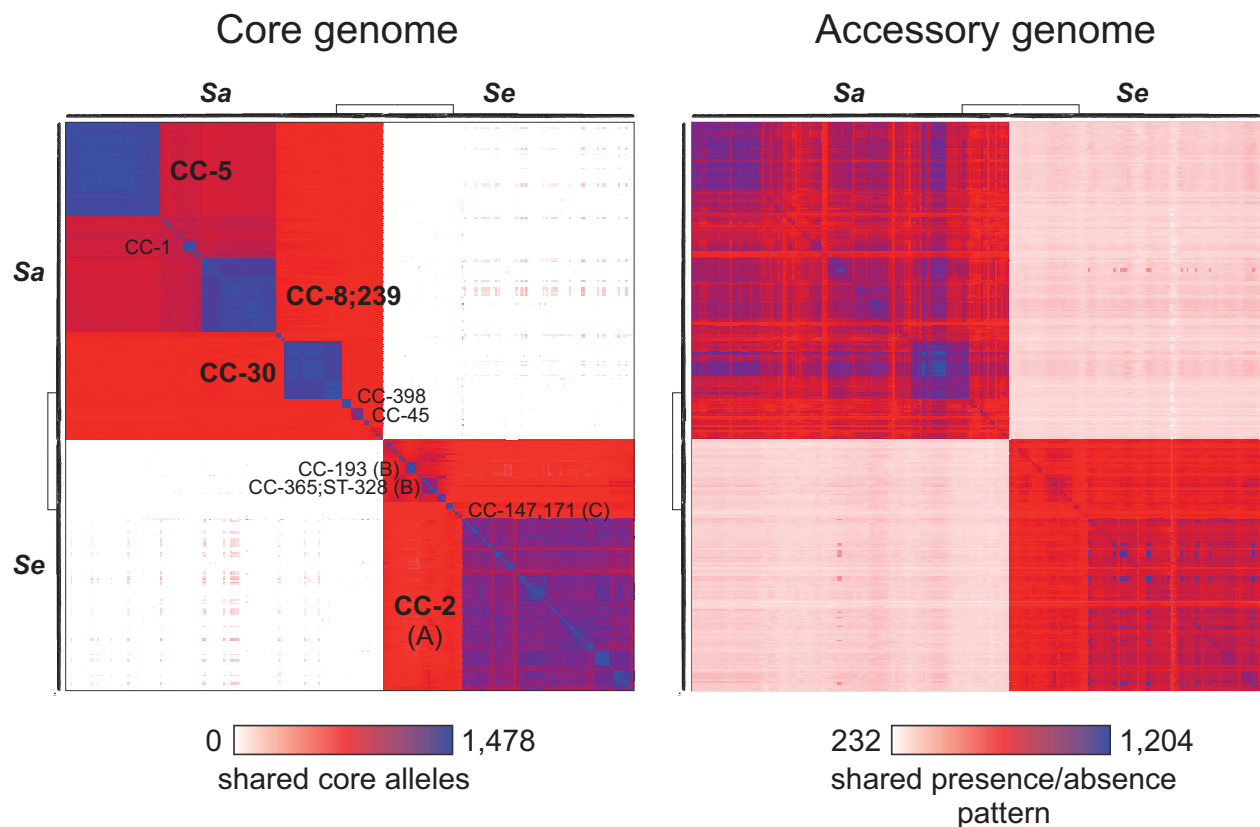 Core genome
Accessory genome
Sa
Se
Sa
Se
CC-5
CC-1
Sa
CC-8;239
CC-30
CC-398
CC-45
CC-193 (B)
CC-365;ST-328 (B)
CC-147,171 (C)
Se
CC-2
(A)
0
1,478
shared core alleles
232
1,204
shared presence/absence
pattern